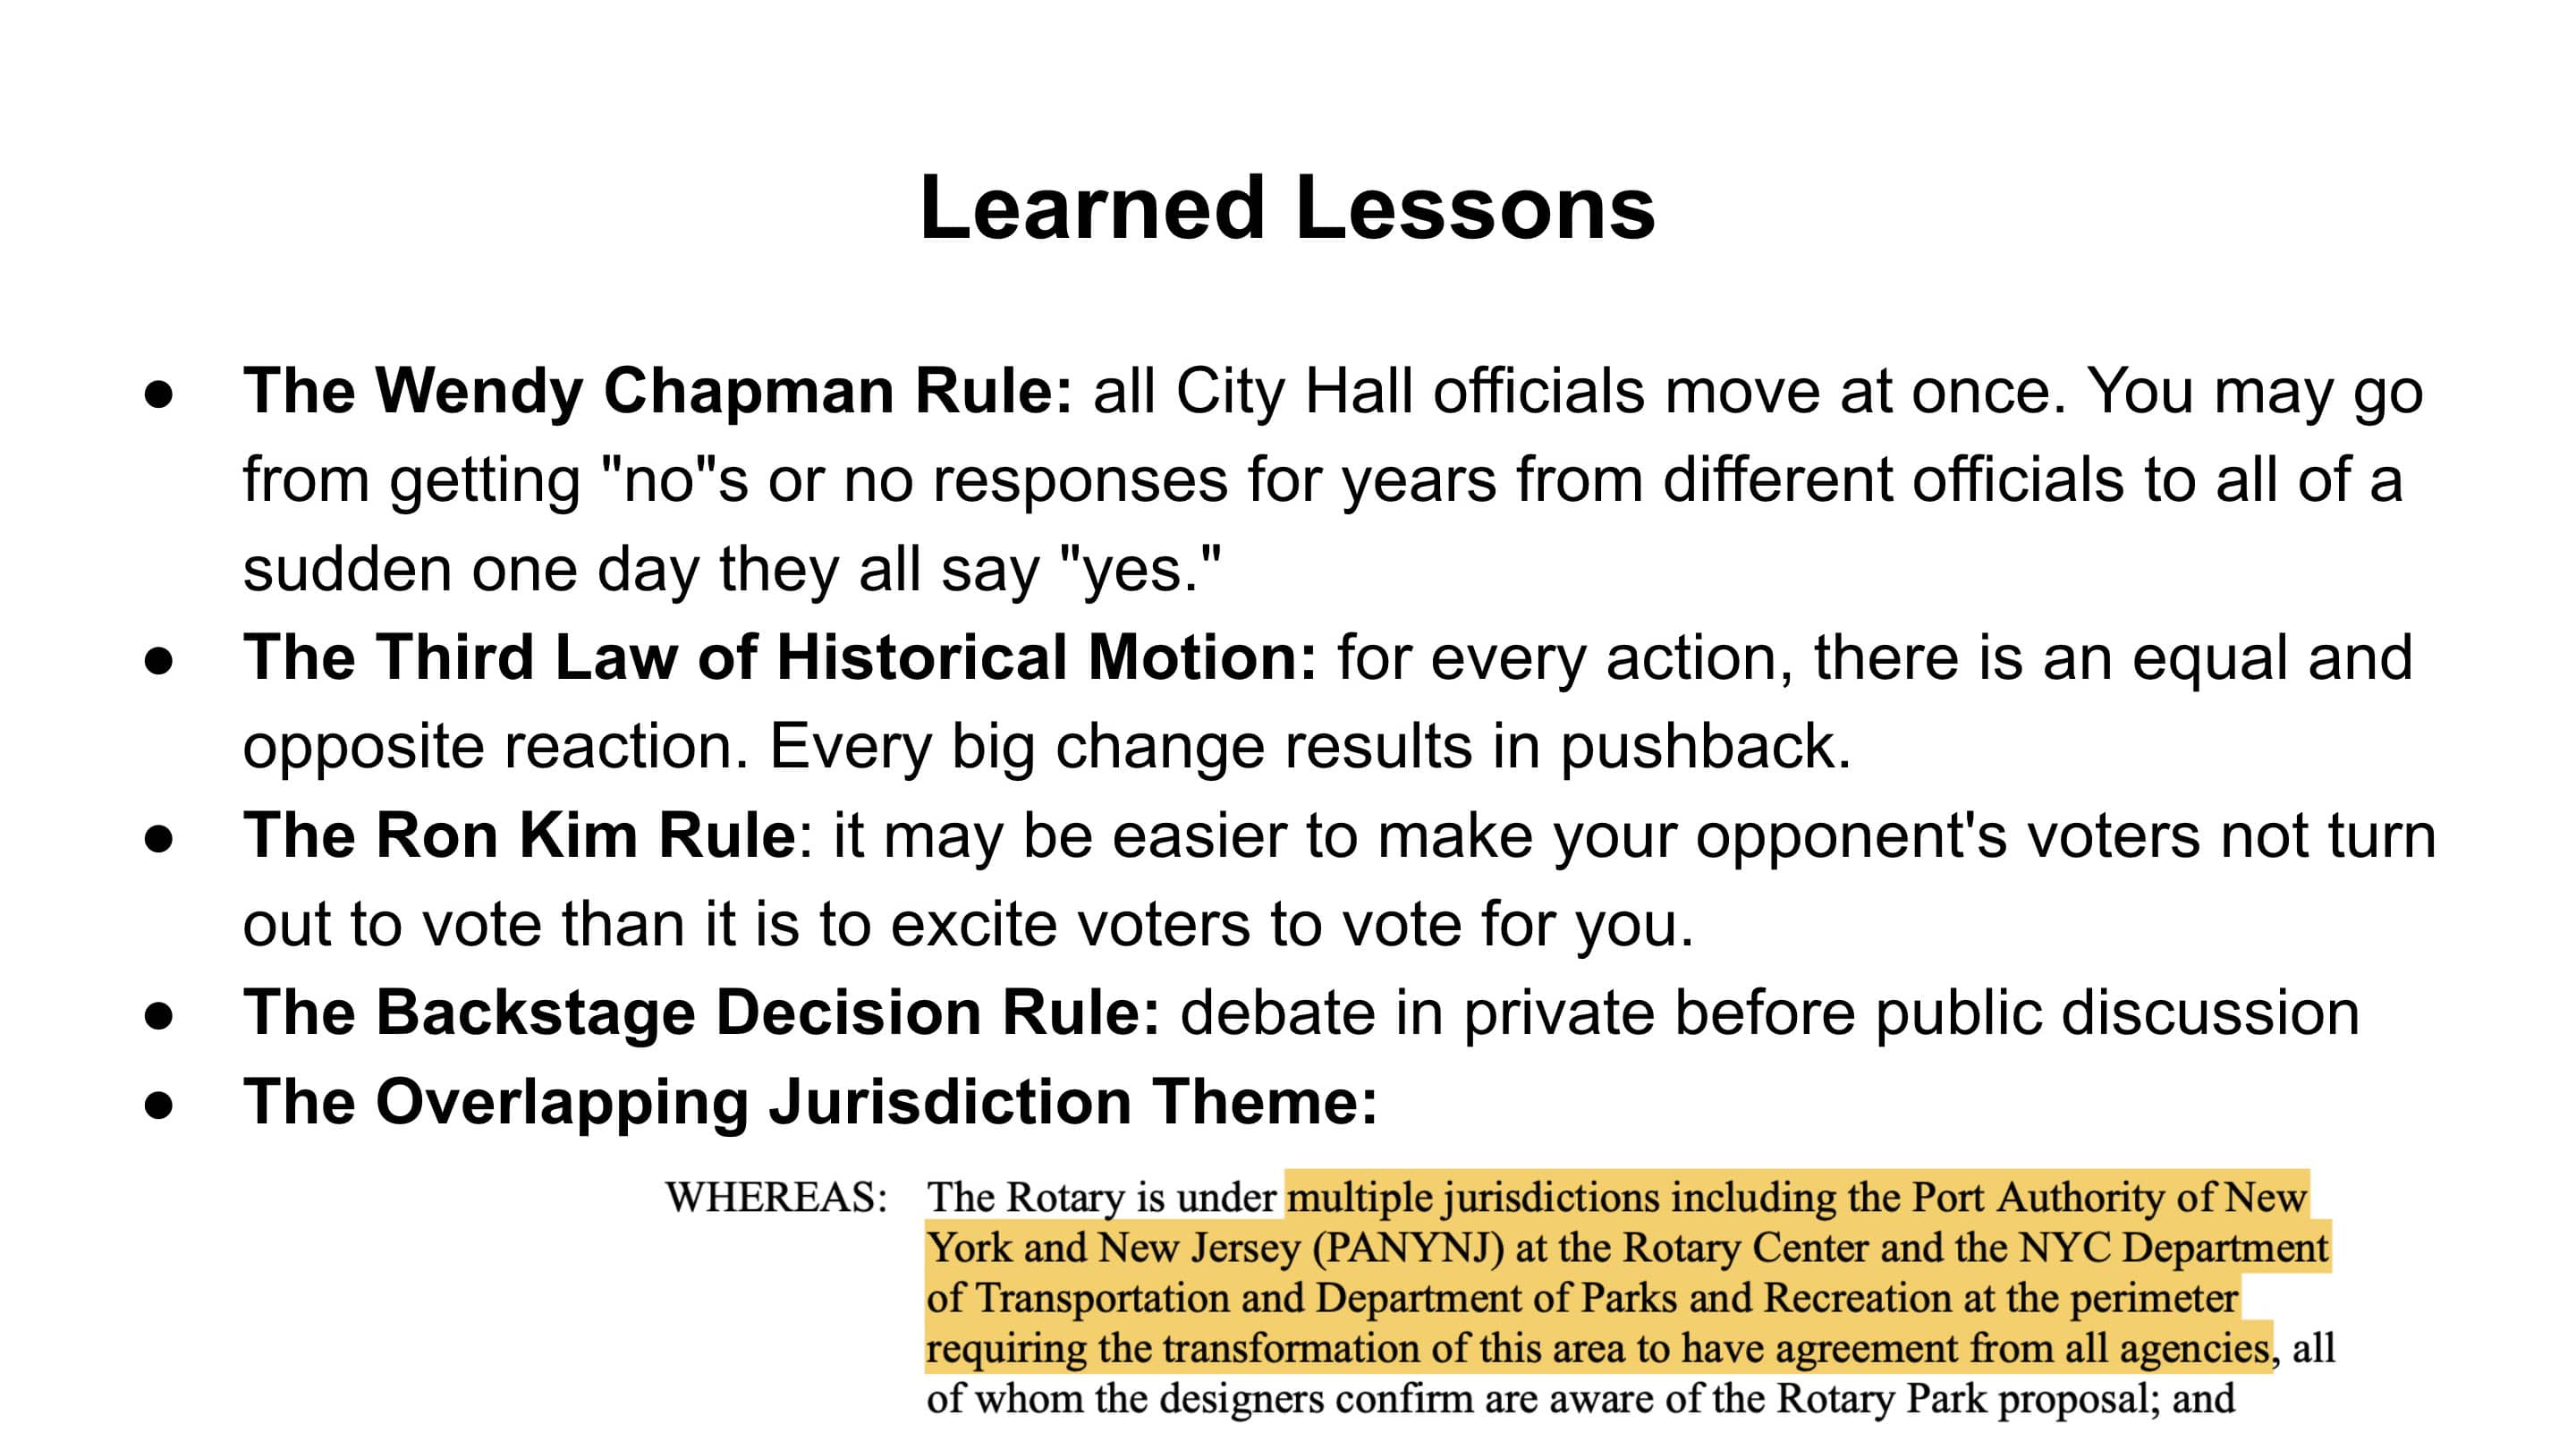 Learned Lessons
● The Wendy Chapman Rule: all City Hall officials move at once. You may go
from getting "no"s or no responses for years from different officials to all of a
sudden one day they all say "yes."
● The Third Law of Historical Motion: for every action, there is an equal and
opposite reaction. Every big change results in pushback.
● The Ron Kim Rule: it may be easier to make your opponent's voters not turn
out to vote than it is to excite voters to vote for you.
● The Backstage Decision Rule: debate in private before public discussion
● The Overlapping Jurisdiction Theme:
WHEREAS: The Rotary is under multiple jurisdictions including the Port Authority of New
York and New Jersey (PANYNJ) at the Rotary Center and the NYC Department
of Transportation and Department of Parks and Recreation at the perimeter
requiring the transformation of this area to have agreement from all agencies, all
of whom the designers confirm are aware of the Rotary Park proposal; and